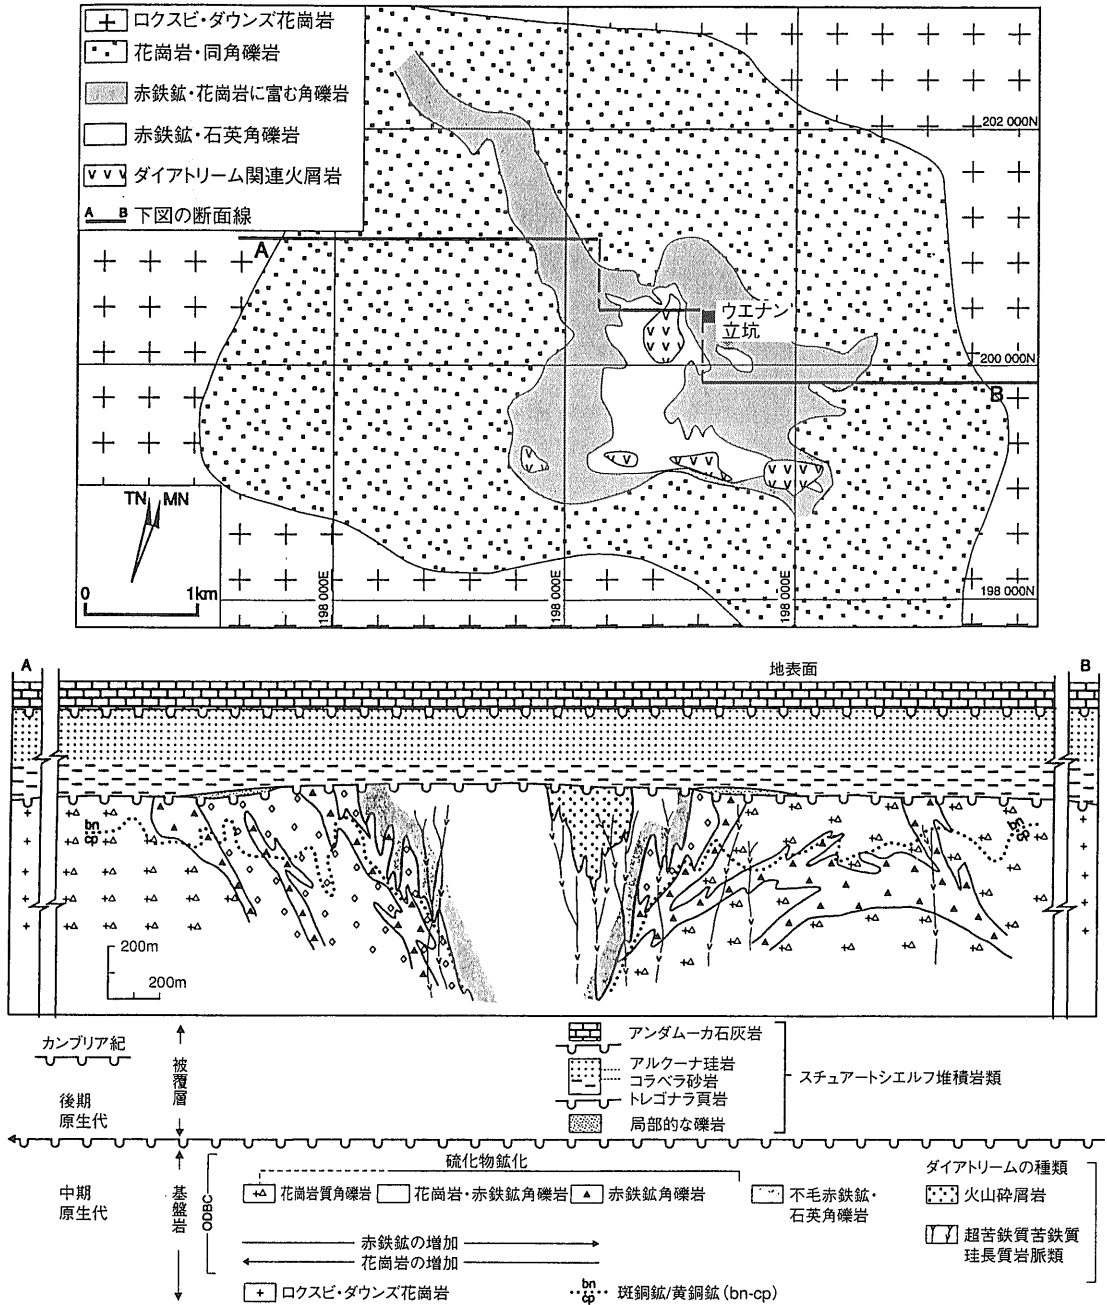 ロクスビ・ダウンズ花崗岩
花崗岩・同角礫岩
赤鉄鉱・花崗岩に富む角礫岩
赤鉄鉱・石英角礫岩
ダイアトリーム関連火屑岩
A B 下図の断面線
202 000N
A
ウエナン
立坑
200 000N
B
TN MN
0 1km
198 000E
198 000E
198 000E
198 000N
A
地表面
B
bn
cp
200m
200m
カンブリア紀
後期
原生代
被覆層
アンダムーカ石灰岩
アルクーナ珪岩
コラベラ砂岩
トレゴナラ頁岩
局部的な礫岩
スチュアートシエルフ堆積岩類
中期
原生代
基盤岩
ODBC
硫化物鉱化
花崗岩質角礫岩
花崗岩・赤鉄鉱角礫岩
赤鉄鉱角礫岩
不毛赤鉄鉱・
石英角礫岩
ダイアトリームの種類
火山砕屑岩
超苦鉄質苦鉄質
珪長質岩脈類
赤鉄鉱の増加
花崗岩の増加
ロクスビ・ダウンズ花崗岩
bn
cp
斑銅鉱/黄銅鉱(bn-cp)